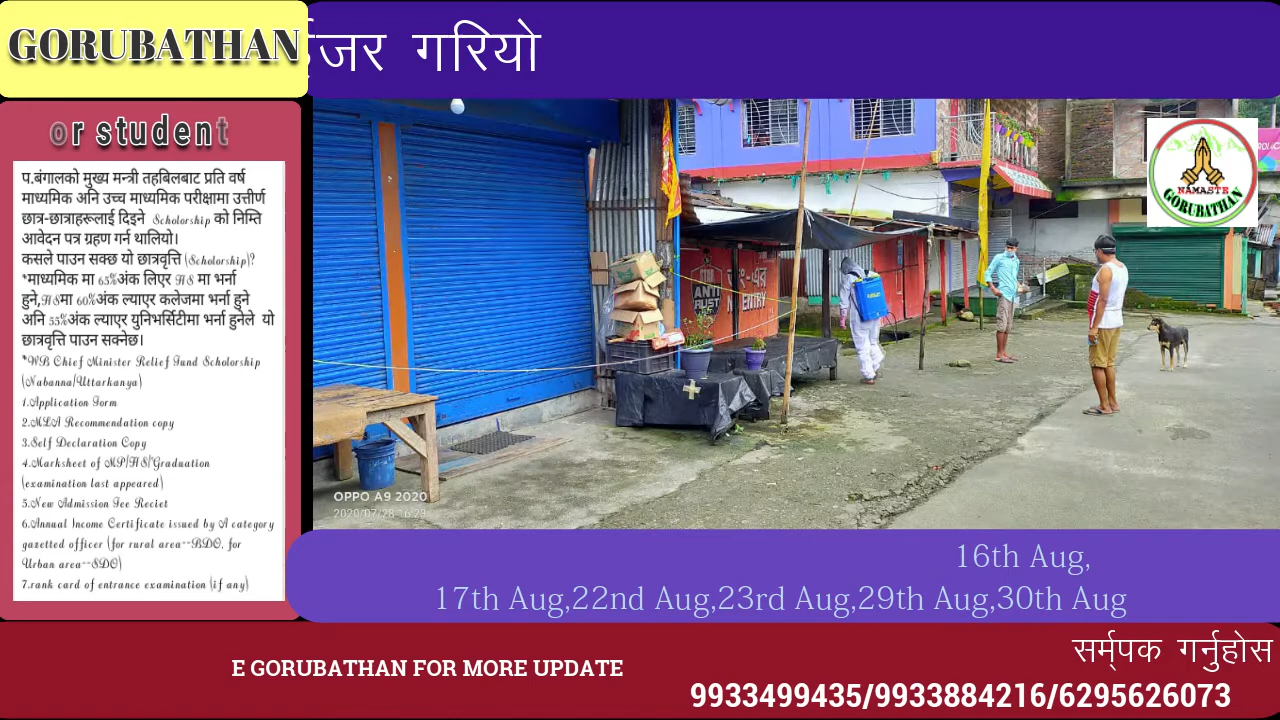 GORUBATHAN
जर गरियो
or student
प.बंगालको मुख्य मन्त्री तहबिलबाट प्रति वर्ष
माध्यमिक अनि उच्च माध्यमिक परीक्षामा उत्तीर्ण
छात्र-छात्राहरूलाई दिइने Scholorship को निम्ति
आवेदन पत्र ग्रहण गर्न थालियो।
कसले पाउन सक्छ यो छात्रवृत्ति (Scholorship)?
*माध्यमिक मा 65%अंक लिएर HS मा भर्ना
हुने,HSमा 60%अंक ल्याएर कलेजमा भर्ना हुने
अनि 55%अंक ल्याएर युनिभर्सिटीमा भर्ना हुनेले यो
छात्रवृत्ति पाउन सक्नेछ।
*WB Chief Minister Relief Fund Scholorship
(Nabanna/Uttarkanya)
1.Application Form
2.MLA Recommendation copy
3.Self Declaration Copy
4.Marksheet of MP/HS/Graduation
(examination last appeared)
5.New Admission Fee Reciet
6.Annual Income Certificate issued by A category
gazetted officer (for rural area--BDO, for
Urban area--SDO)
7.rank card of entrance examination (if any)
NAMASTE
GORUBATHAN
STAR
ANTI
RUST
NO ENTRY
OPPO A9 2020
2020/07/28 16:23
16th Aug,
17th Aug,22nd Aug,23rd Aug,29th Aug,30th Aug
E GORUBATHAN FOR MORE UPDATE
सर्म्पक गर्नुहोस
9933499435/9933884216/6295626073